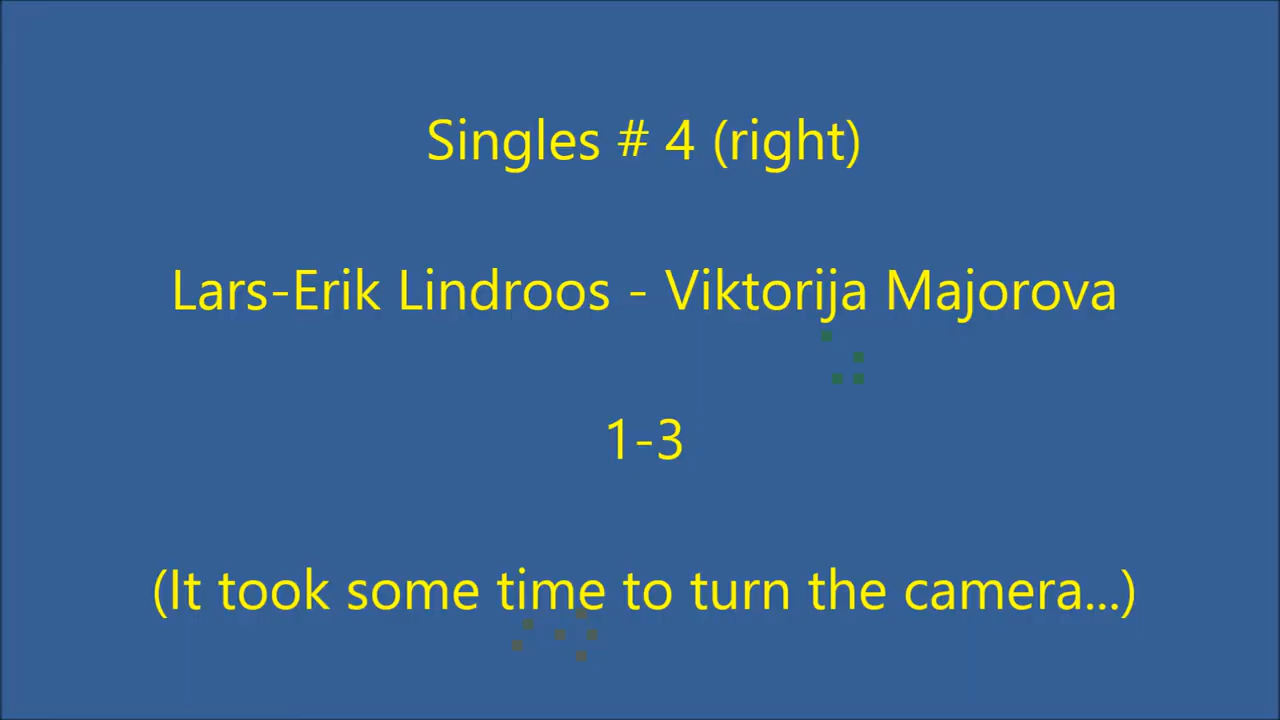 Singles # 4 (right)
Lars-Erik Lindroos - Viktorija Majorova
1-3
(It took some time to turn the camera...)